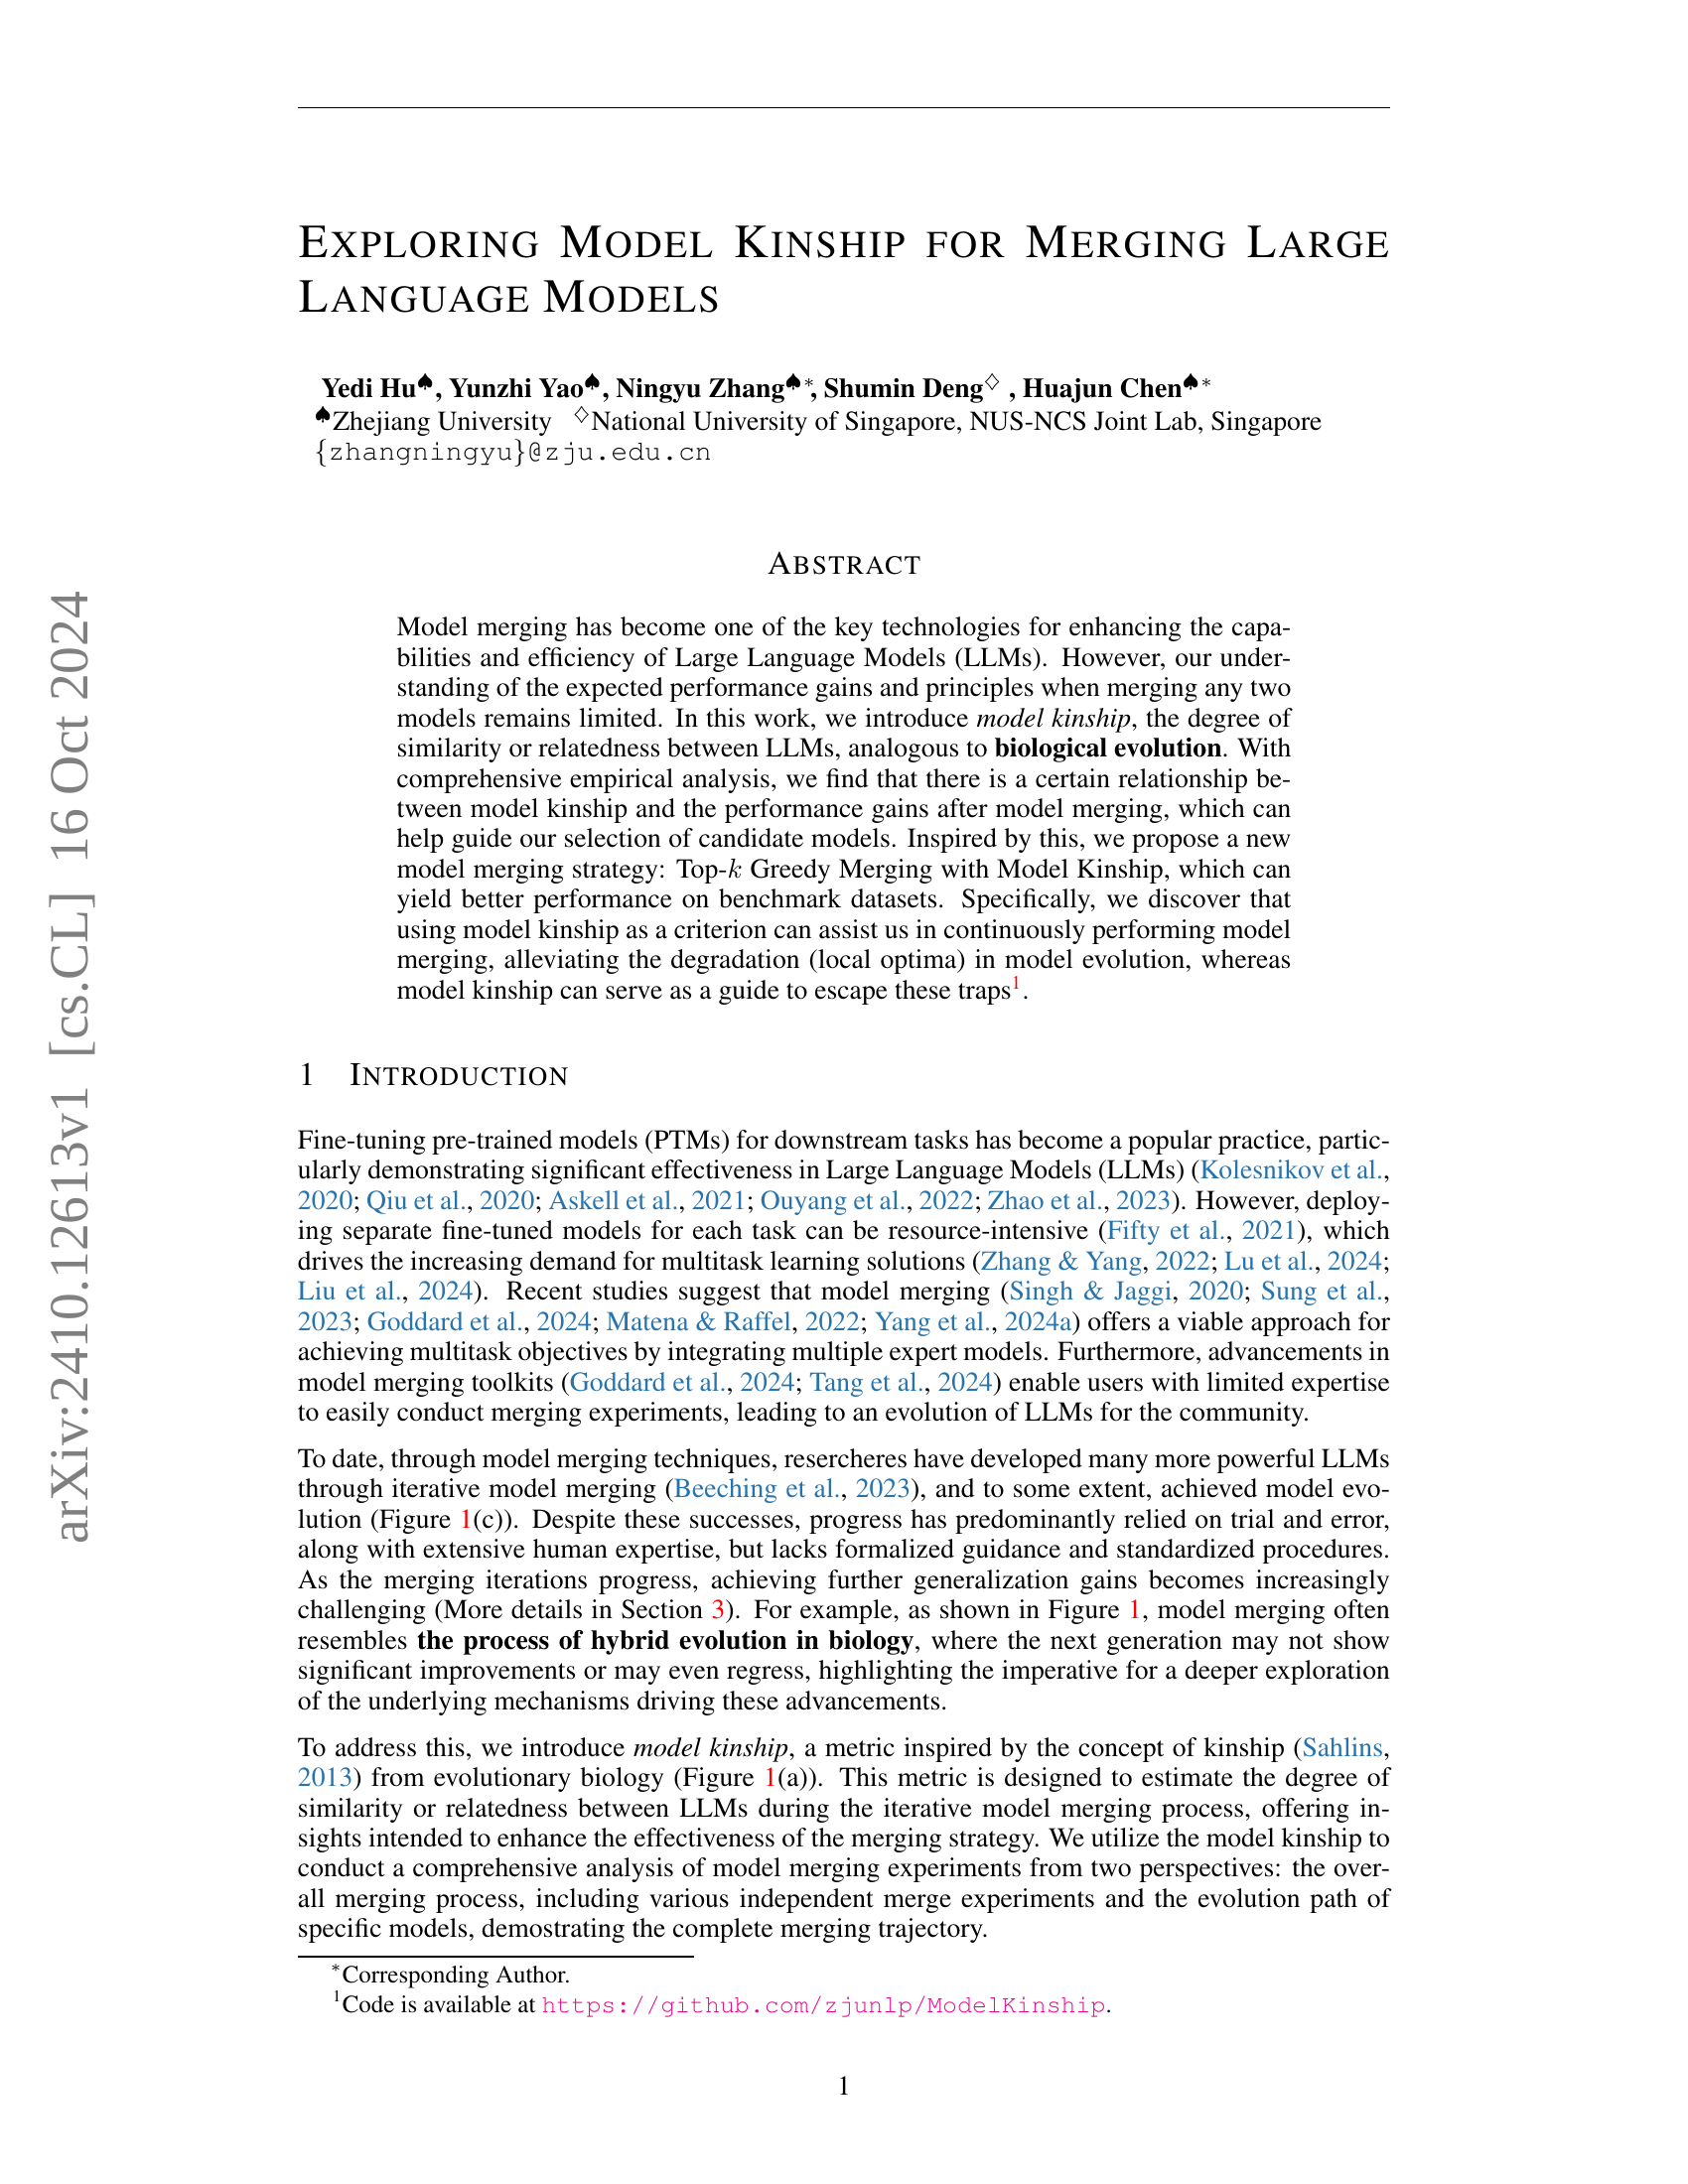 EXPLORING MODEL KINSHIP FOR MERGING LARGE
LANGUAGE MODELS
Yedi Hu♠, Yunzhi Yao♠, Ningyu Zhang♠*, Shumin Deng♢ , Huajun Chen♠*
♠Zhejiang University ♢National University of Singapore, NUS-NCS Joint Lab, Singapore
{zhangningyu}@zju.edu.cn
ABSTRACT
Model merging has become one of the key technologies for enhancing the capa-
bilities and efficiency of Large Language Models (LLMs). However, our under-
standing of the expected performance gains and principles when merging any two
models remains limited. In this work, we introduce model kinship, the degree of
similarity or relatedness between LLMs, analogous to biological evolution. With
comprehensive empirical analysis, we find that there is a certain relationship be-
tween model kinship and the performance gains after model merging, which can
help guide our selection of candidate models. Inspired by this, we propose a new
model merging strategy: Top-k Greedy Merging with Model Kinship, which can
yield better performance on benchmark datasets. Specifically, we discover that
using model kinship as a criterion can assist us in continuously performing model
merging, alleviating the degradation (local optima) in model evolution, whereas
model kinship can serve as a guide to escape these traps1.
1 INTRODUCTION
Fine-tuning pre-trained models (PTMs) for downstream tasks has become a popular practice, partic-
ularly demonstrating significant effectiveness in Large Language Models (LLMs) (Kolesnikov et al.,
2020; Qiu et al., 2020; Askell et al., 2021; Ouyang et al., 2022; Zhao et al., 2023). However, deploy-
ing separate fine-tuned models for each task can be resource-intensive (Fifty et al., 2021), which
drives the increasing demand for multitask learning solutions (Zhang & Yang, 2022; Lu et al., 2024;
Liu et al., 2024). Recent studies suggest that model merging (Singh & Jaggi, 2020; Sung et al.,
2023; Goddard et al., 2024; Matena & Raffel, 2022; Yang et al., 2024a) offers a viable approach for
achieving multitask objectives by integrating multiple expert models. Furthermore, advancements in
model merging toolkits (Goddard et al., 2024; Tang et al., 2024) enable users with limited expertise
to easily conduct merging experiments, leading to an evolution of LLMs for the community.
To date, through model merging techniques, resercheres have developed many more powerful LLMs
through iterative model merging (Beeching et al., 2023), and to some extent, achieved model evo-
lution (Figure 1(c)). Despite these successes, progress has predominantly relied on trial and error,
along with extensive human expertise, but lacks formalized guidance and standardized procedures.
As the merging iterations progress, achieving further generalization gains becomes increasingly
challenging (More details in Section 3). For example, as shown in Figure 1, model merging often
resembles the process of hybrid evolution in biology, where the next generation may not show
significant improvements or may even regress, highlighting the imperative for a deeper exploration
of the underlying mechanisms driving these advancements.
To address this, we introduce model kinship, a metric inspired by the concept of kinship (Sahlins,
2013) from evolutionary biology (Figure 1(a)). This metric is designed to estimate the degree of
similarity or relatedness between LLMs during the iterative model merging process, offering in-
sights intended to enhance the effectiveness of the merging strategy. We utilize the model kinship to
conduct a comprehensive analysis of model merging experiments from two perspectives: the over-
all merging process, including various independent merge experiments and the evolution path of
specific models, demostrating the complete merging trajectory.
*Corresponding Author.
1Code is available at https://github.com/zjunlp/ModelKinship.
1
arXiv:2410.12613v1 [cs.CL] 16 Oct 2024